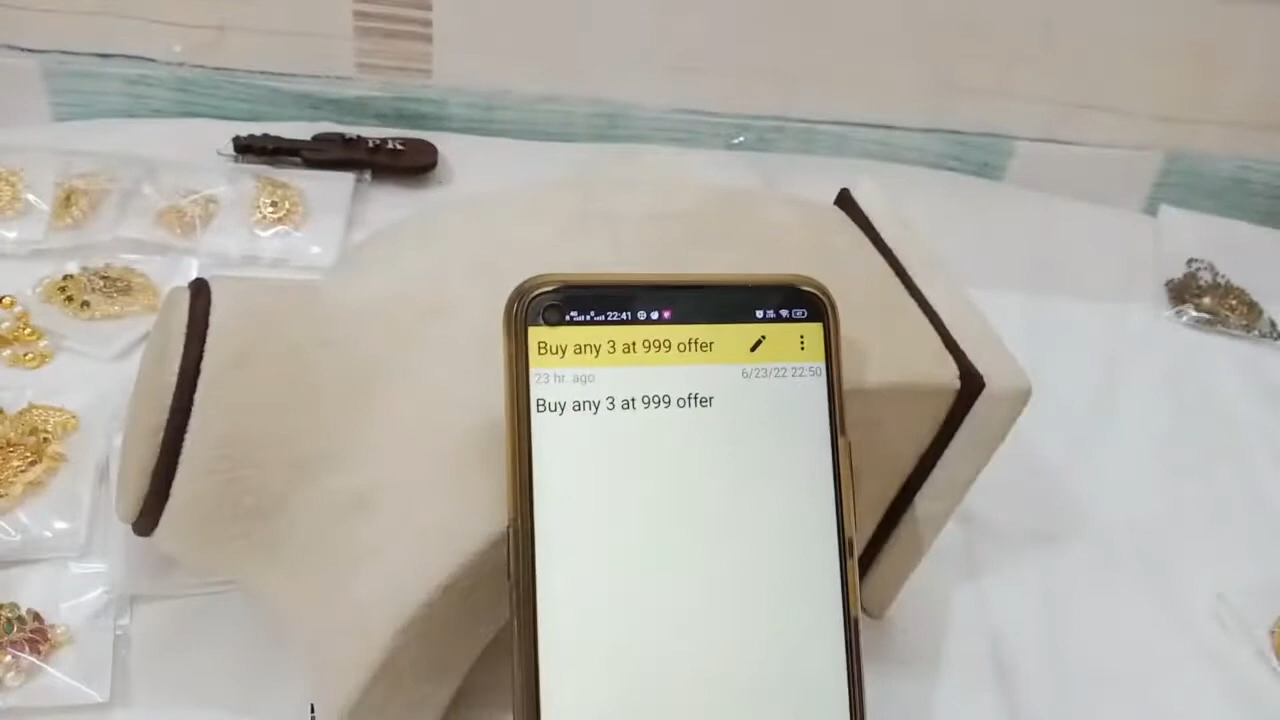 PK
22:41
Buy any 3 at 999 offer
23 hr. ago 6/23/22 22:50
Buy any 3 at 999 offer